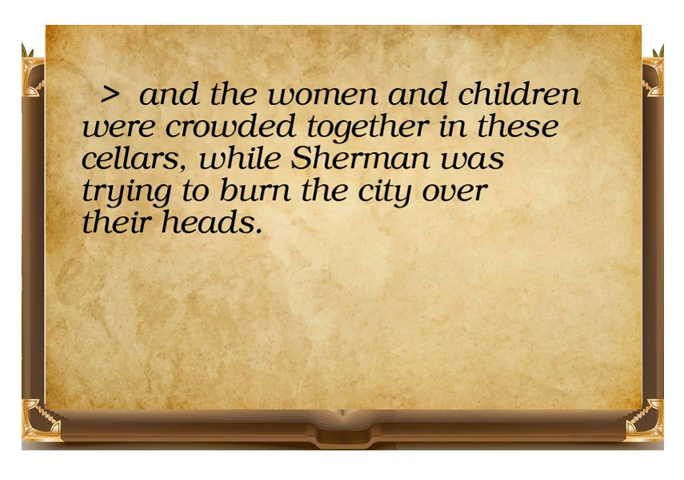 > and the women and children
were crowded together in these
cellars, while Sherman was
trying to burn the city over
their heads.